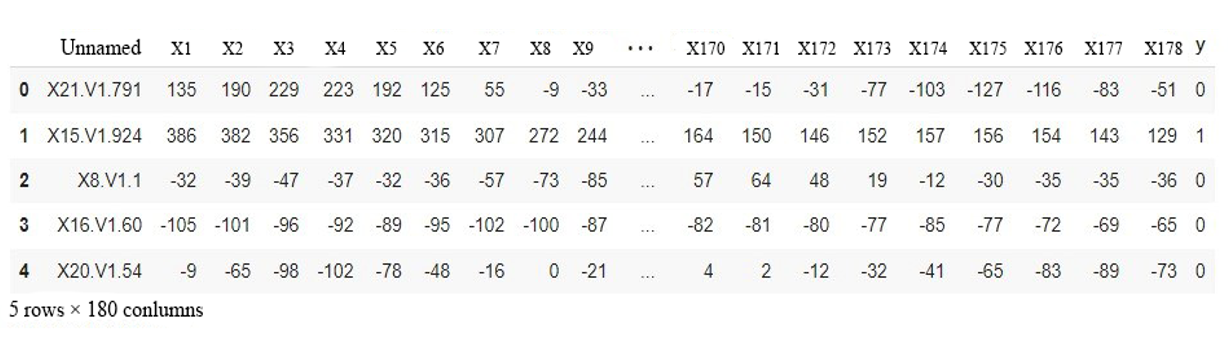 Unnamed X1 X2 X3 X4 X5 X6 X7 X8 X9 ... X170 X171 X172 X173 X174 X175 X176 X177 X178 y
0 X21.V1.791 135 190 229 223 192 125 55 -9 -33 ... -17 -15 -31 -77 -103 -127 -116 -83 -51 0
1 X15.V1.924 386 382 356 331 320 315 307 272 244 ... 164 150 146 152 157 156 154 143 129 1
2 X8.V1.1 -32 -39 -47 -37 -32 -36 -57 -73 -85 ... 57 64 48 19 -12 -30 -35 -35 -36 0
3 X16.V1.60 -105 -101 -96 -92 -89 -95 -102 -100 -87 ... -82 -81 -80 -77 -85 -77 -72 -69 -65 0
4 X20.V1.54 -9 -65 -98 -102 -78 -48 -16 0 -21 ... 4 2 -12 -32 -41 -65 -83 -89 -73 0
5 rows × 180 conlumns